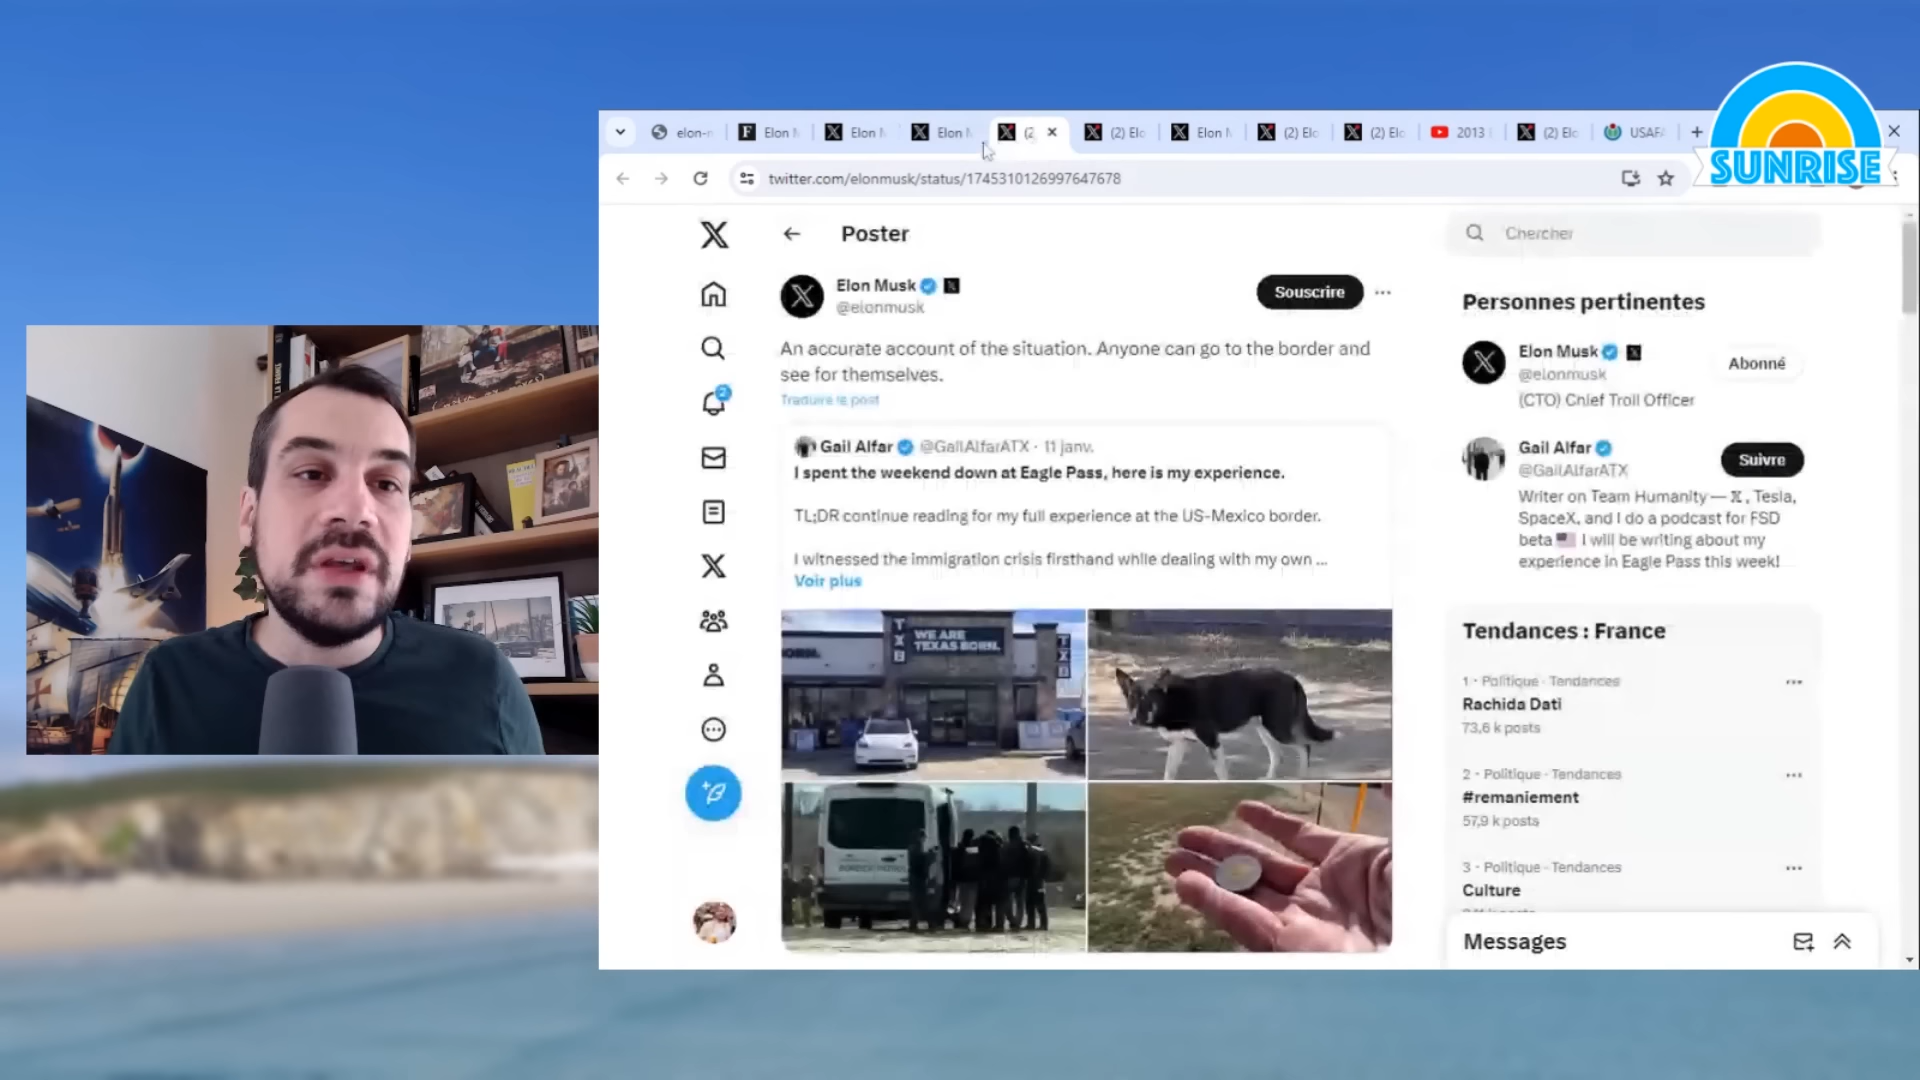 SUNRISE
elon-
Elon M
Elon M
Elon M
(2
(2) Elo
Elon M
(2) Elo
(2) Elo
2013
(2) Elo
USAF
twitter.com/elonmusk/status/1745310126997647678
Poster
Elon Musk
@elonmusk
Souscrire
An accurate account of the situation. Anyone can go to the border and
see for themselves.
Traduire le post
Gail Alfar @GailAlfarATX · 11 janv.
I spent the weekend down at Eagle Pass, here is my experience.
TL;DR continue reading for my full experience at the US-Mexico border.
I witnessed the immigration crisis firsthand while dealing with my own ...
Voir plus
TXB
WE ARE
TEXAS BORN.
TXB
BORDER PATROL
2
Chercher
Personnes pertinentes
Elon Musk
@elonmusk
Abonné
(CTO) Chief Troll Officer
Gail Alfar
@GailAlfarATX
Suivre
Writer on Team Humanity — X, Tesla,
SpaceX, and I do a podcast for FSD
beta I will be writing about my
experience in Eagle Pass this week!
Tendances : France
1 · Politique · Tendances
Rachida Dati
73,6 k posts
2 · Politique · Tendances
#remaniement
57,9 k posts
3 · Politique · Tendances
Culture
Messages